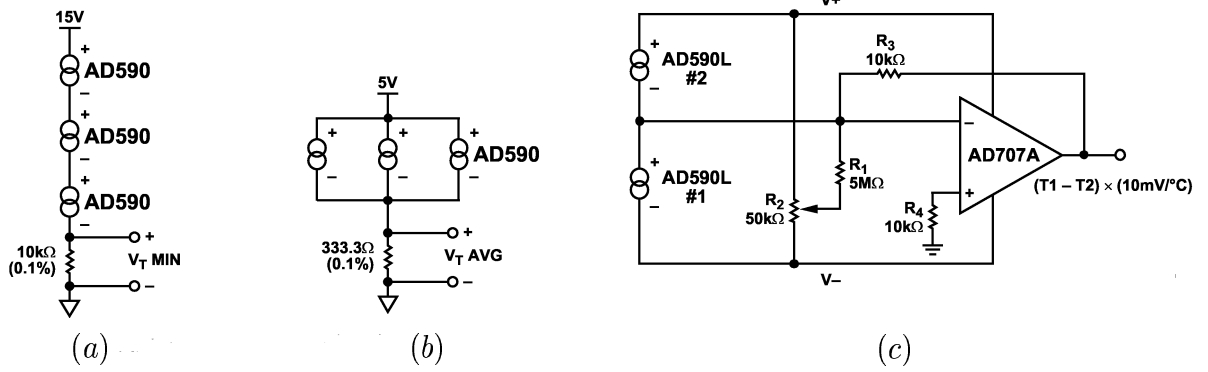 15V
+
AD590
−
+
AD590
−
+
AD590
−
10kΩ
(0.1%)
+
V_T MIN
−
(a)
5V
+
−
+
−
+
−
AD590
333.3Ω
(0.1%)
+
V_T AVG
−
(b)
V+
+
AD590L
#2
−
R3
10kΩ
+
AD590L
#1
−
R2
50kΩ
R1
5MΩ
−
AD707A
+
R4
10kΩ
(T1 – T2) × (10mV/°C)
V−
(c)